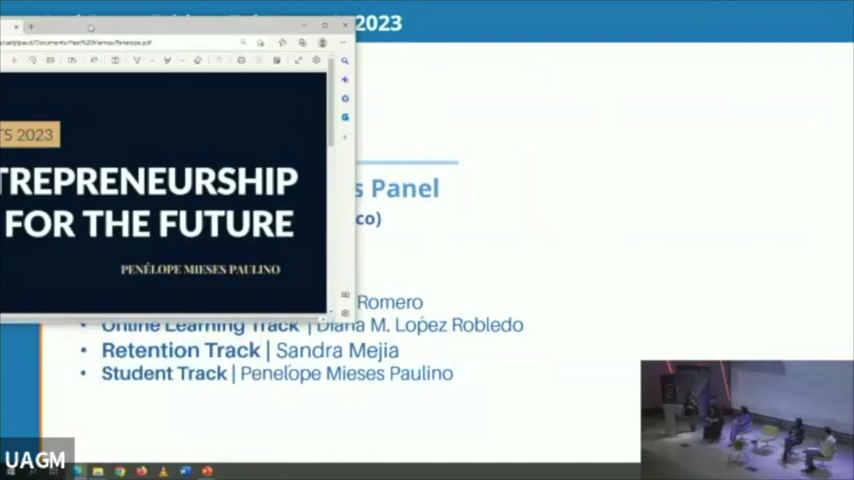 2023
TS 2023
TREPRENEURSHIP
FOR THE FUTURE
PENÉLOPE MIESES PAULINO
s Panel
co)
Romero
• Online Learning Track | Diana M. López Robledo
• Retention Track | Sandra Mejia
• Student Track | Penélope Mieses Paulino
UAGM